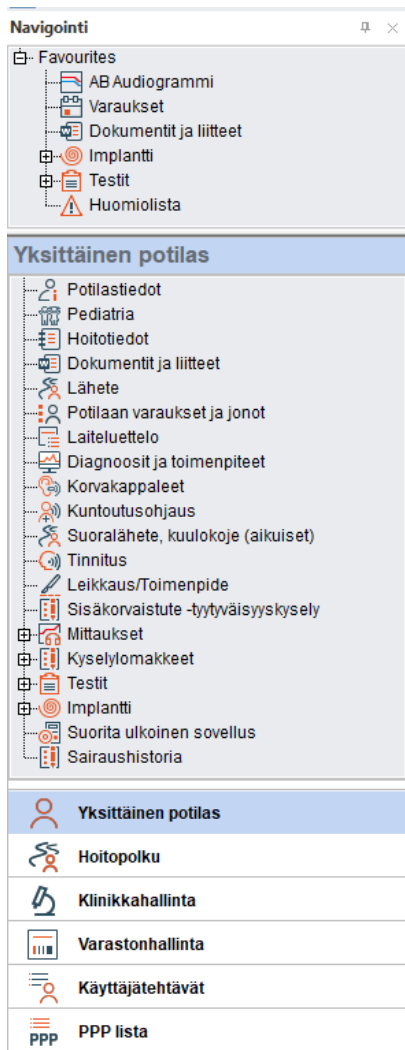 Navigointi
Favourites
AB Audiogrammi
Varaukset
Dokumentit ja liitteet
Implantti
Testit
Huomiolista
Yksittäinen potilas
Potilastiedot
Pediatria
Hoitotiedot
Dokumentit ja liitteet
Lähete
Potilaan varaukset ja jonot
Laiteluettelo
Diagnoosit ja toimenpiteet
Korvakappaleet
Kuntoutusohjaus
Suoralähete, kuulokoje (aikuiset)
Tinnitus
Leikkaus/Toimenpide
Sisäkorvaistute -tyytyväisyyskysely
Mittaukset
Kyselylomakkeet
Testit
Implantti
Suorita ulkoinen sovellus
Sairaushistoria
Yksittäinen potilas
Hoitopolku
Klinikkahallinta
Varastonhallinta
Käyttäjätehtävät
PPP PPP lista